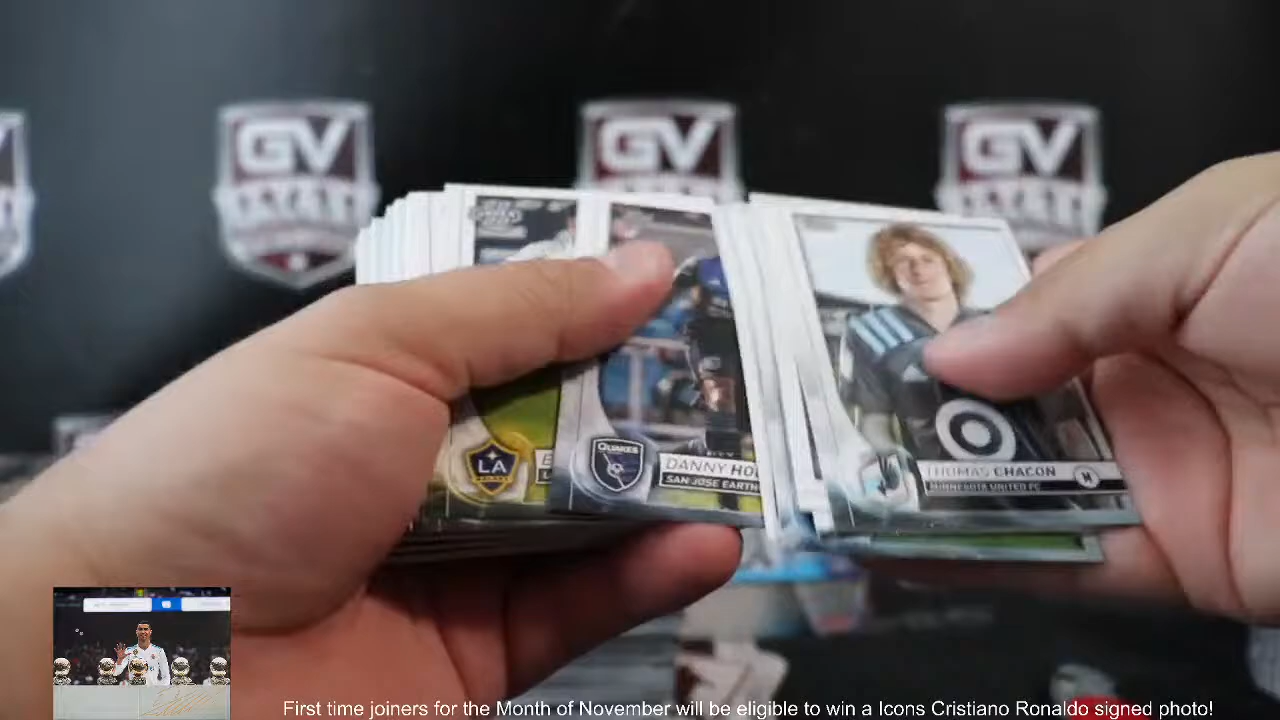 GV
GV
GV
QUAKES
LA
DANNY HO
SAN JOSE EARTH
THOMAS CHACON
MINNESOTA UNITED FC
First time joiners for the Month of November will be eligible to win a Icons Cristiano Ronaldo signed photo!